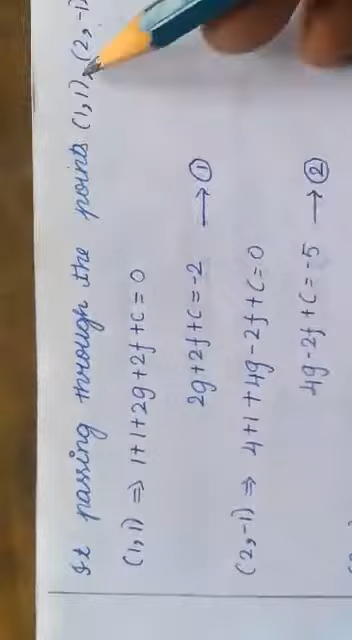 It passing through the points (1,1), (2,-1)
(1,1) ⇒ 1+1+2g+2f+c=0
2g+2f+c=-2 → ①
(2,-1) ⇒ 4+1+4g-2f+c=0
4g-2f+c=-5 → ②